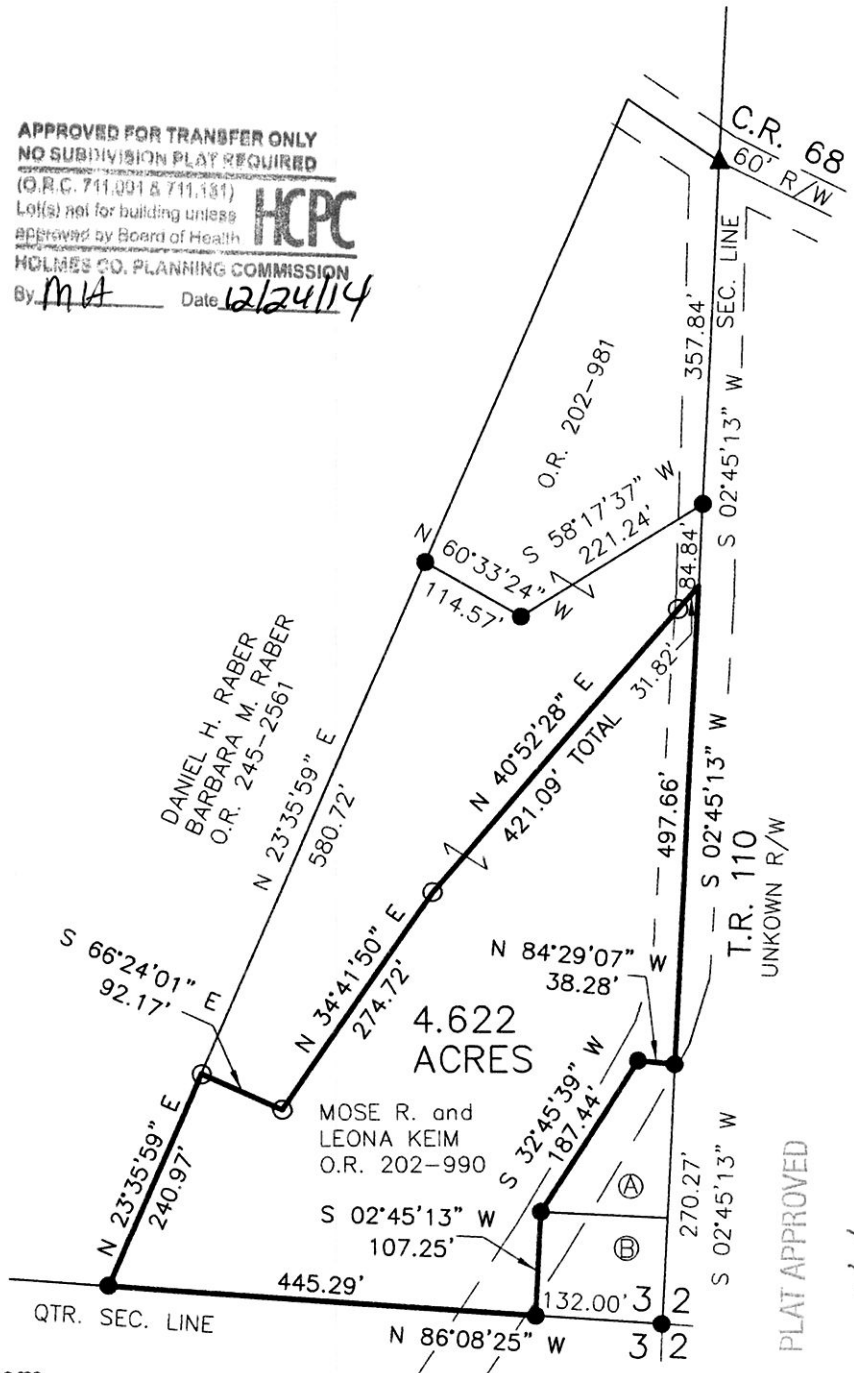 APPROVED FOR TRANSFER ONLY
NO SUBDIVISION PLAT REQUIRED
(O.R.C. 711.001 & 711.131)
Lot(s) not for building unless
approved by Board of Health
HCPC
HOLMES CO. PLANNING COMMISSION
By MA Date 12/24/14
C.R. 68
60' R/W
SEC. LINE
357.84'
S 02°45'13" W
O.R. 202-981
S 58°17'37" W
221.24'
N 60°33'24" W
114.57'
84.84'
31.82'
DANIEL H. RABER
BARBARA M. RABER
O.R. 245-2561
N 23°35'59" E
580.72'
N 40°52'28" E
421.09' TOTAL
497.66'
S 02°45'13" W
T.R. 110
UNKOWN R/W
S 66°24'01" E
92.17'
N 34°41'50" E
274.72'
N 84°29'07" W
38.28'
4.622
ACRES
MOSE R. and
LEONA KEIM
O.R. 202-990
S 32°45'39" W
187.44'
N 23°35'59" E
240.97'
S 02°45'13" W
107.25'
A
B
270.27'
S 02°45'13" W
445.29'
132.00'
3 2
3 2
QTR. SEC. LINE
N 86°08'25" W
PLAT APPROVED